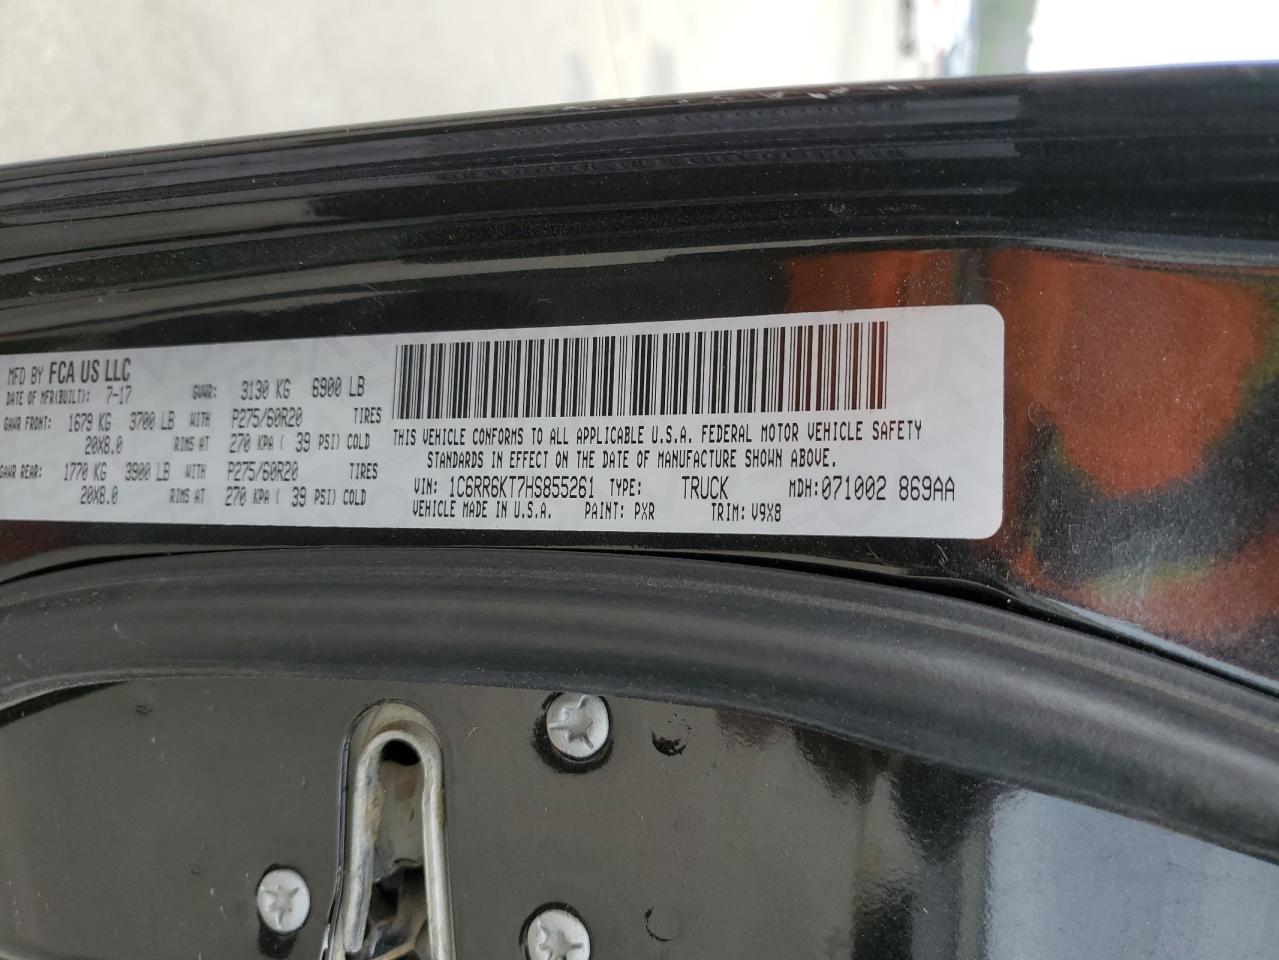 MFD BY FCA US LLC
DATE OF MFR(BUILT): 7-17 GVWR: 3130 KG 6900 LB
GAWR FRONT: 1679 KG 3700 LB WITH P275/60R20 TIRES
20X8.0 RIMS AT 270 KPA ( 39 PSI) COLD
GAWR REAR: 1770 KG 3900 LB WITH P275/60R20 TIRES
20X8.0 RIMS AT 270 KPA ( 39 PSI) COLD
THIS VEHICLE CONFORMS TO ALL APPLICABLE U.S.A. FEDERAL MOTOR VEHICLE SAFETY
STANDARDS IN EFFECT ON THE DATE OF MANUFACTURE SHOWN ABOVE.
VIN: 1C6RR6KT7HS855261 TYPE: TRUCK MDH:071002 869AA
VEHICLE MADE IN U.S.A. PAINT: PXR TRIM: V9X8